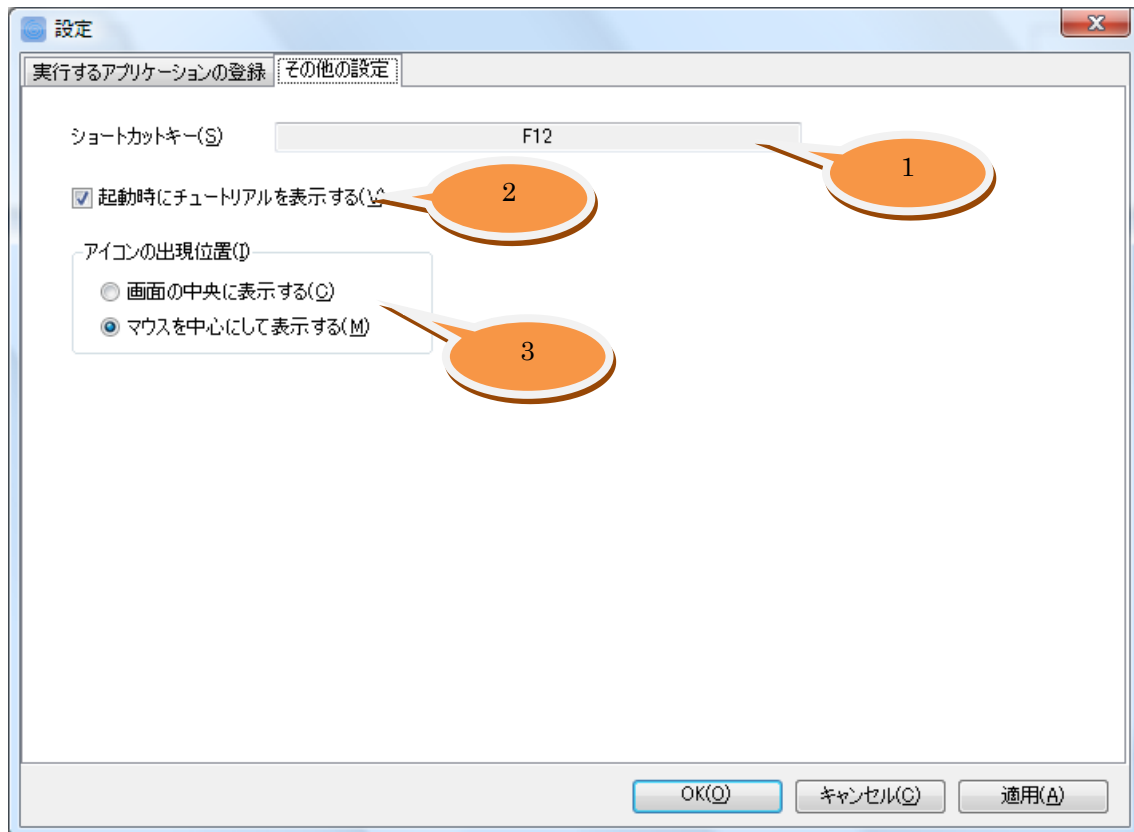 設定
実行するアプリケーションの登録 その他の設定
ショートカットキー(S) F12
1
起動時にチュートリアルを表示する(V)
2
アイコンの出現位置(I)
画面の中央に表示する(C)
マウスを中心にして表示する(M)
3
OK(O) キャンセル(C) 適用(A)